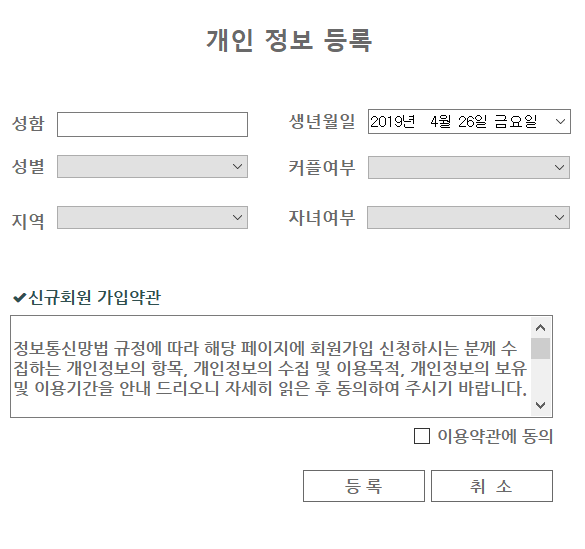 개인 정보 등록
성함
생년월일 2019년 4월 26일 금요일
성별
커플여부
지역
자녀여부
✔신규회원 가입약관
정보통신망법 규정에 따라 해당 페이지에 회원가입 신청하시는 분께 수
집하는 개인정보의 항목, 개인정보의 수집 및 이용목적, 개인정보의 보유
및 이용기간을 안내 드리오니 자세히 읽은 후 동의하여 주시기 바랍니다.
이용약관에 동의
등 록
취 소